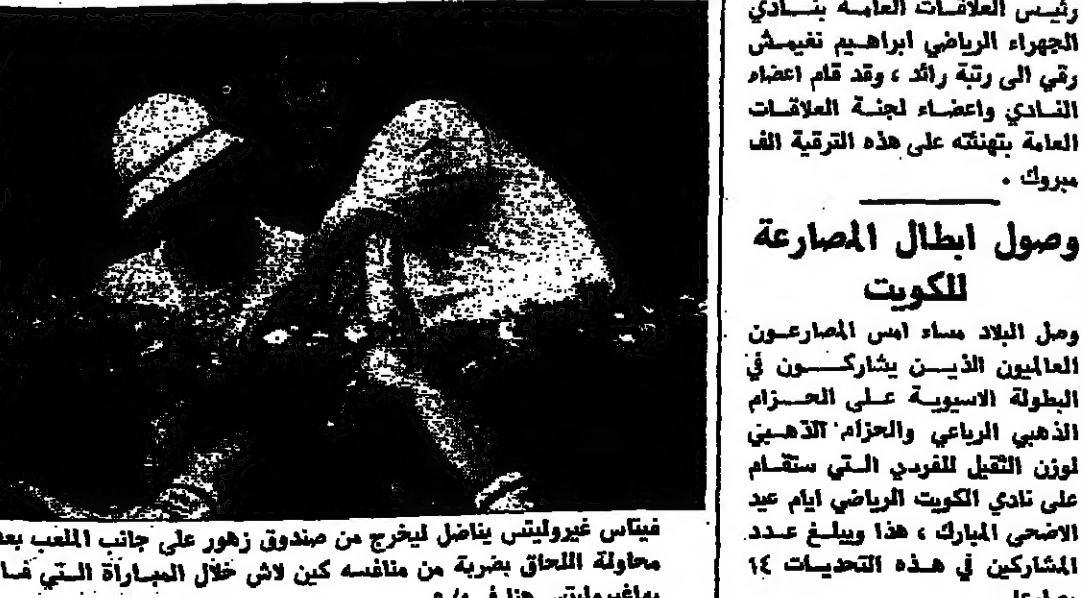 رئيس العلاقات العامة بنادي
الجهراء الرياضي ابراهيم نغيمش
رقي الى رتبة رائد ، وقد قام اعضاء
النادي واعضاء لجنة العلاقات
العامة بتهنئته على هذه الترقية الف
مبروك .
وصول ابطال المصارعة
للكويت
وصل البلاد مساء امس المصارعون
العالميون الذين يشاركون في
البطولة الاسيوية على الحزام
الذهبي الرباعي والحزام الذهبي
لوزن الثقيل للفردي التي ستقام
على نادي الكويت الرياضي ايام عيد
الاضحى المبارك ، هذا ويبلغ عدد
المشاركين في هذه التحديات ١٤
فيتاس غيروليتس يناضل ليخرج من صندوق زهور على جانب الملعب بعد
محاولة اللحاق بضربة من منافسه كين لاش خلال المباراة التي